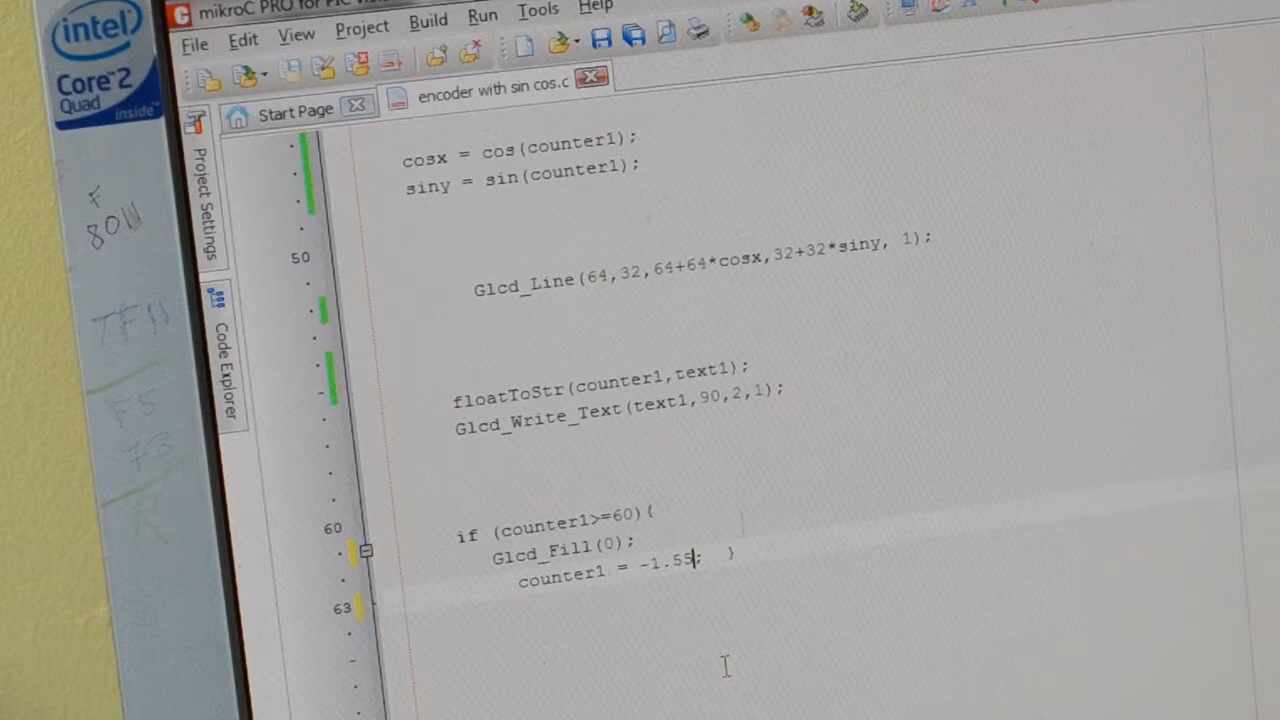 intel
Core™2
Quad
inside™
80W
mikroC PRO for PIC
File Edit View Project Build Run Tools Help
Start Page
encoder with sin cos.c
Project Settings
Code Explorer
cosx = cos(counter1);
siny = sin(counter1);
50
Glcd_Line(64,32,64+64*cosx,32+32*siny, 1);
floatToStr(counter1,text1);
Glcd_Write_Text(text1,90,2,1);
60
if (counter1>=60){
Glcd_Fill(0);
counter1 = -1.55; }
63